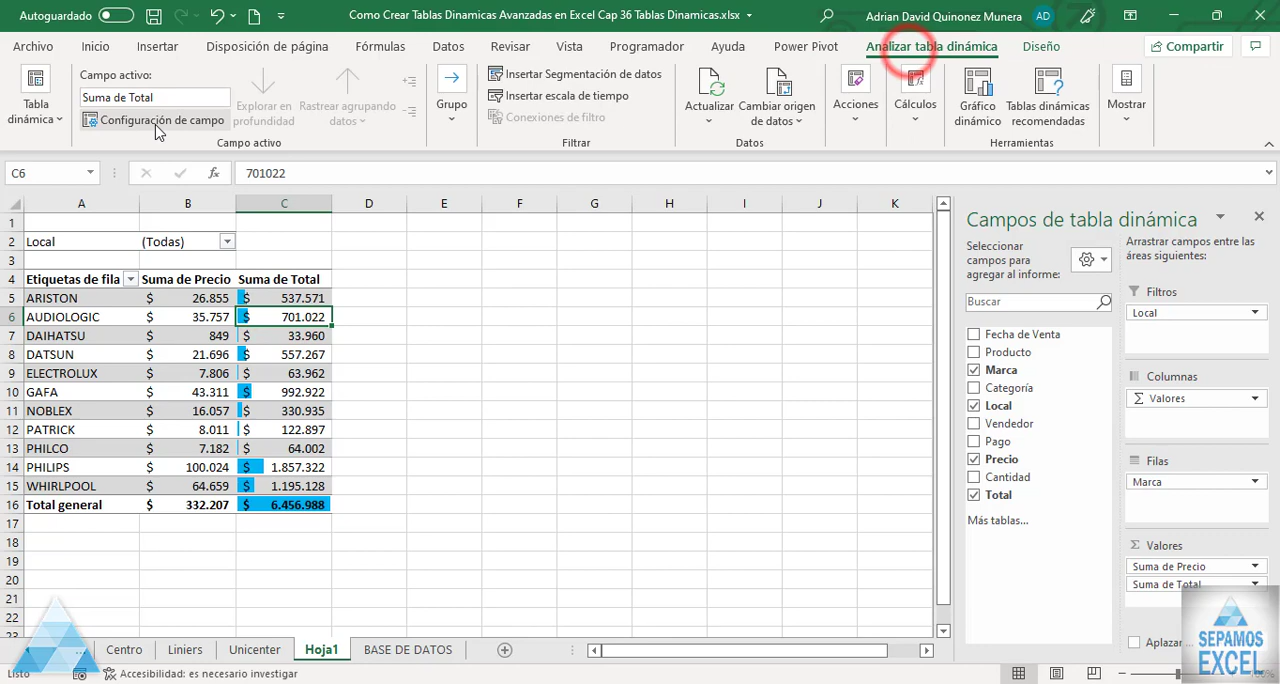 Autoguardado
Como Crear Tablas Dinamicas Avanzadas en Excel Cap 36 Tablas Dinamicas.xlsx
Adrian David Quinonez Munera AD
Archivo Inicio Insertar Disposición de página Fórmulas Datos Revisar Vista Programador Ayuda Power Pivot Analizar tabla dinámica Diseño Compartir
Tabla dinámica
Campo activo:
Suma de Total
Configuración de campo
Explorar en profundidad
Rastrear agrupando datos
Campo activo
Grupo
Insertar Segmentación de datos
Insertar escala de tiempo
Conexiones de filtro
Filtrar
Actualizar
Cambiar origen de datos
Datos
Acciones
Cálculos
Gráfico dinámico
Tablas dinámicas recomendadas
Herramientas
Mostrar
C6 fx 701022
A B C D E F G H I J K
1
2 Local (Todas)
3
4 Etiquetas de fila Suma de Precio Suma de Total
5 ARISTON $ 26.855 $ 537.571
6 AUDIOLOGIC $ 35.757 $ 701.022
7 DAIHATSU $ 849 $ 33.960
8 DATSUN $ 21.696 $ 557.267
9 ELECTROLUX $ 7.806 $ 63.962
10 GAFA $ 43.311 $ 992.922
11 NOBLEX $ 16.057 $ 330.935
12 PATRICK $ 8.011 $ 122.897
13 PHILCO $ 7.182 $ 64.002
14 PHILIPS $ 100.024 $ 1.857.322
15 WHIRLPOOL $ 64.659 $ 1.195.128
16 Total general $ 332.207 $ 6.456.988
17
18
19
20
21
22
23
Campos de tabla dinámica
Seleccionar campos para agregar al informe:
Buscar
Fecha de Venta
Producto
Marca
Categoría
Local
Vendedor
Pago
Precio
Cantidad
Total
Más tablas...
Arrastrar campos entre las áreas siguientes:
Filtros
Local
Columnas
Σ Valores
Filas
Marca
Σ Valores
Suma de Precio
Suma de Total
Aplazar
... Centro Liniers Unicenter Hoja1 BASE DE DATOS
Listo Accesibilidad: es necesario investigar
SEPAMOS
EXCEL